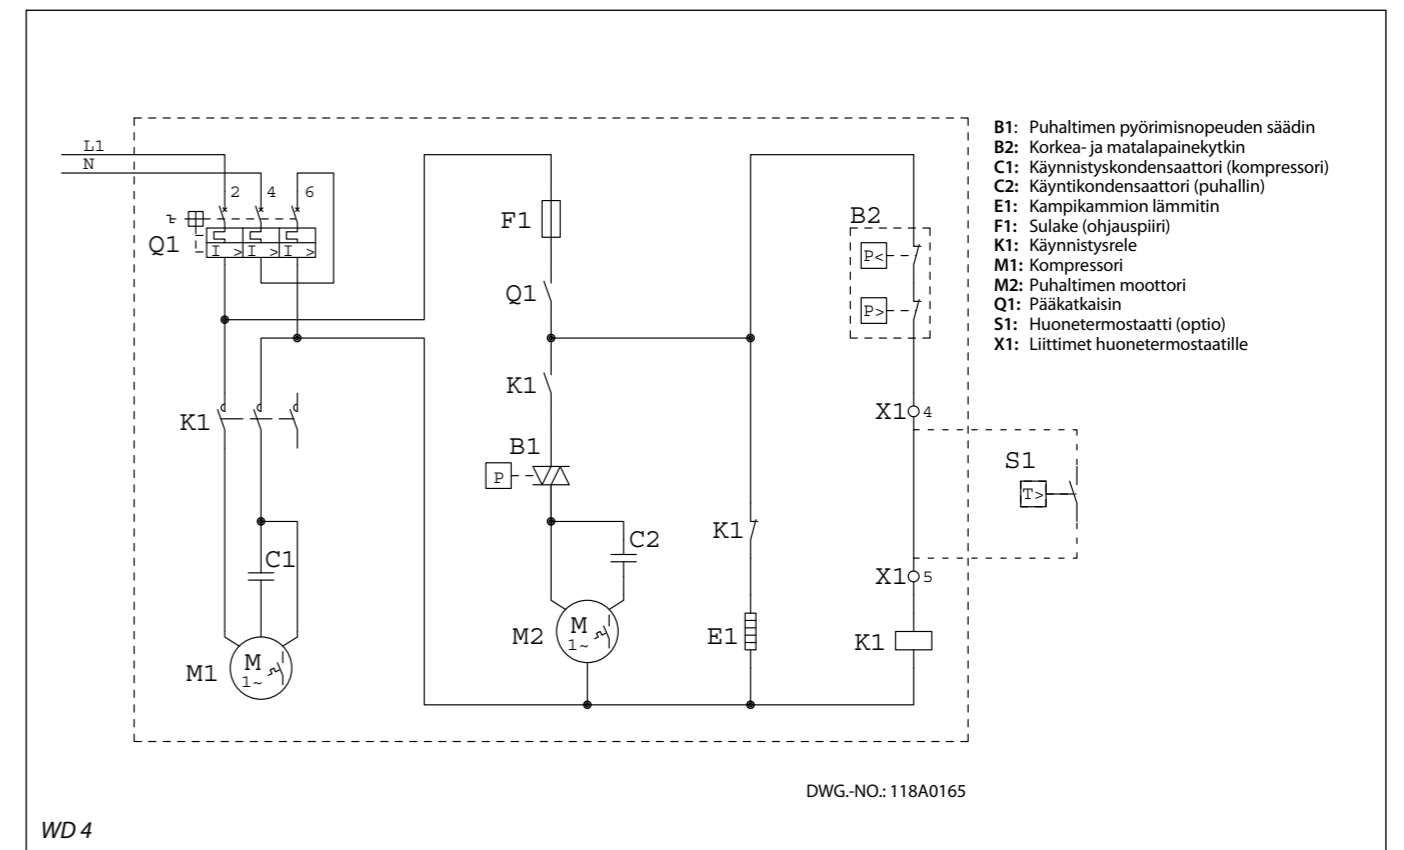 L1
N
2 4 6
Q1
I > I > I >
K1
C1
M1
M
1~
F1
Q1
K1
B1
P
C2
M2
M
1~
K1
E1
B2
P<
P>
X1 4
S1
T>
X1 5
K1
B1: Puhaltimen pyörimisnopeuden säädin
B2: Korkea- ja matalapainekytkin
C1: Käynnistyskondensaattori (kompressori)
C2: Käyntikondensaattori (puhallin)
E1: Kampikammion lämmitin
F1: Sulake (ohjauspiiri)
K1: Käynnistysrele
M1: Kompressori
M2: Puhaltimen moottori
Q1: Pääkatkaisin
S1: Huonetermostaatti (optio)
X1: Liittimet huonetermostaatille
DWG.-NO.: 118A0165
WD 4